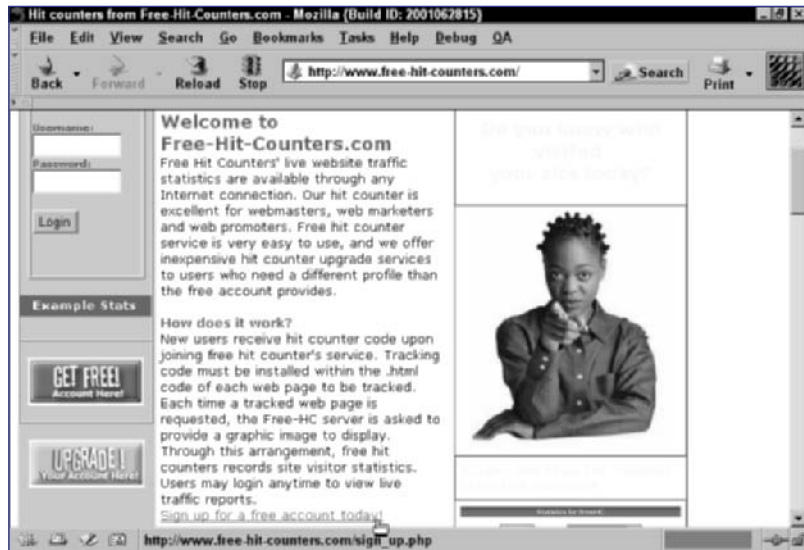 Hit counters from Free-Hit-Counters.com - Mozilla {Build ID: 2001062815}
File Edit View Search Go Bookmarks Tasks Help Debug QA
Back Forward Reload Stop http://www.free-hit-counters.com/ Search Print
Username:
Password:
Login
Example Stats
GET FREE!
Account Here!
UPGRADE!
Your Account Here!
Welcome to
Free-Hit-Counters.com
Free Hit Counters' live website traffic
statistics are available through any
Internet connection. Our hit counter is
excellent for webmasters, web marketers
and web promoters. Free hit counter
service is very easy to use, and we offer
inexpensive hit counter upgrade services
to users who need a different profile than
the free account provides.
How does it work?
New users receive hit counter code upon
joining free hit counter's service. Tracking
code must be installed within the .html
code of each web page to be tracked.
Each time a tracked web page is
requested, the Free-HC server is asked to
provide a graphic image to display.
Through this arrangement, free hit
counters records site visitor statistics.
Users may login anytime to view live
traffic reports.
Sign up for a free account today!
http://www.free-hit-counters.com/sign_up.php